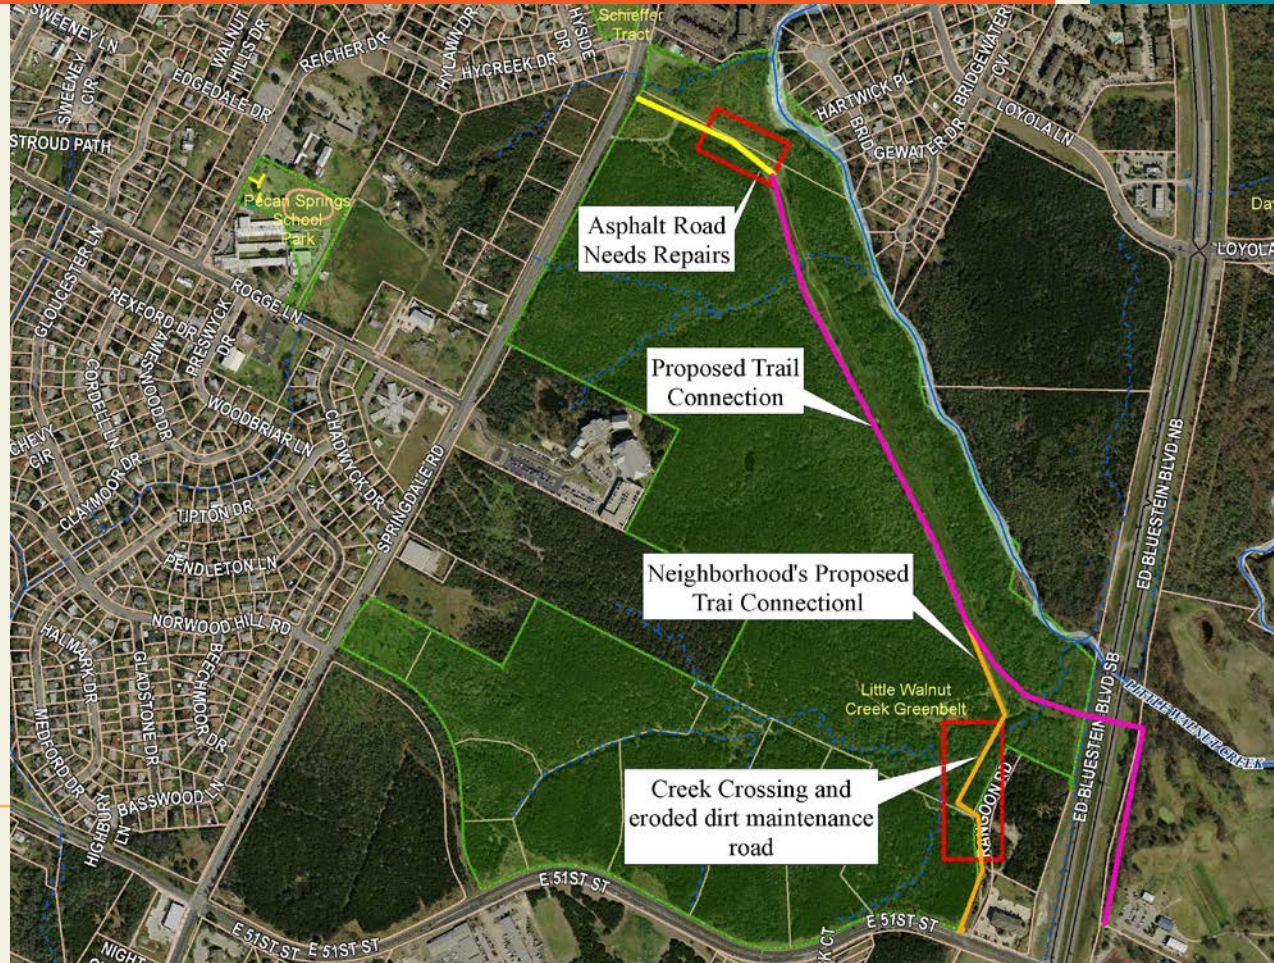 SWEENEY LN
SWEENEY
CIR
WALNUT
HILLS DR
EDGEDALE DR
REICHER DR
HYLAWN DR
HYCREEK DR
HYSIDE
DR
Schieffer
Tract
STROUD PATH
HARTWICK PL
BRID
GEWATER DR
BRIDGEWATER
CV
LOYOLA LN
LOYOLA
Pecan Springs
School
Park
Asphalt Road
Needs Repairs
GLOUCESTER LN
REXFORD DR
PRESWYCK
DR
ROGGE LN
CORDELL LN
WOODBRIAR LN
CHADWYCK DR
CHEVY
CIR
CLAYMOOR DR
TIPTON DR
PENDLETON LN
SPRINGDALE RD
Proposed Trail
Connection
ED BLUESTEIN BLVD NB
Neighborhood's Proposed
Trai Connectionl
NORWOOD HILL RD
HALMARK DR
GLADSTONE DR
BEECHMOOR DR
MEDFORD DR
BASSWOOD LN
HIGHBURY
LN
Little Walnut
Creek Greenbelt
ED BLUESTEIN BLVD SB
LITTLE WALNUT CREEK
Creek Crossing and
eroded dirt maintenance
road
RANGOON RD
E 51ST ST
E 51ST ST
E 51ST ST
E 51ST ST
NIGHT